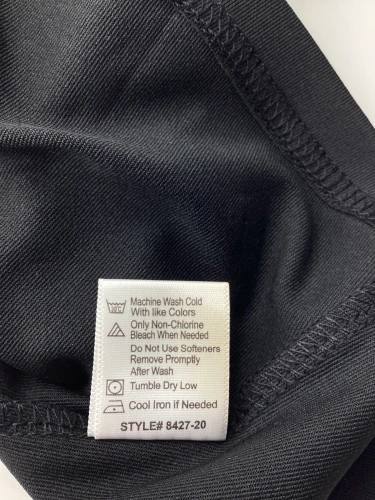 30°C
Machine Wash Cold
With like Colors
Only Non-Chlorine
Bleach When Needed
Do Not Use Softeners
Remove Promptly
After Wash
Tumble Dry Low
Cool Iron if Needed
STYLE# 8427-20